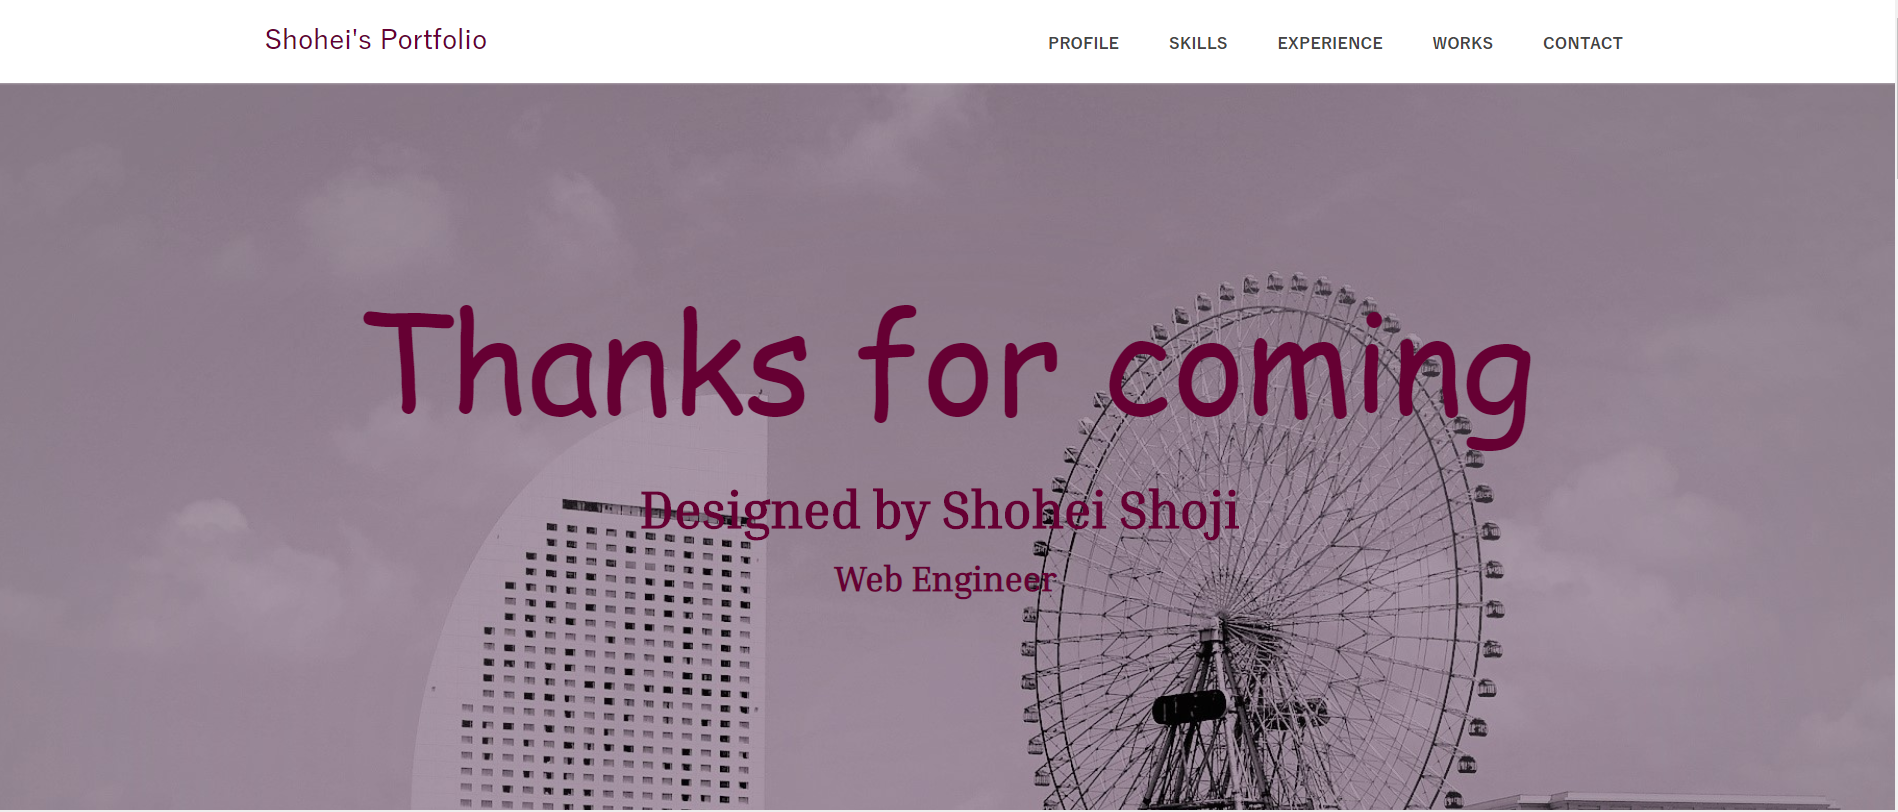 Shohei's Portfolio
PROFILE SKILLS EXPERIENCE WORKS CONTACT
Thanks for coming
Designed by Shohei Shoji
Web Engineer